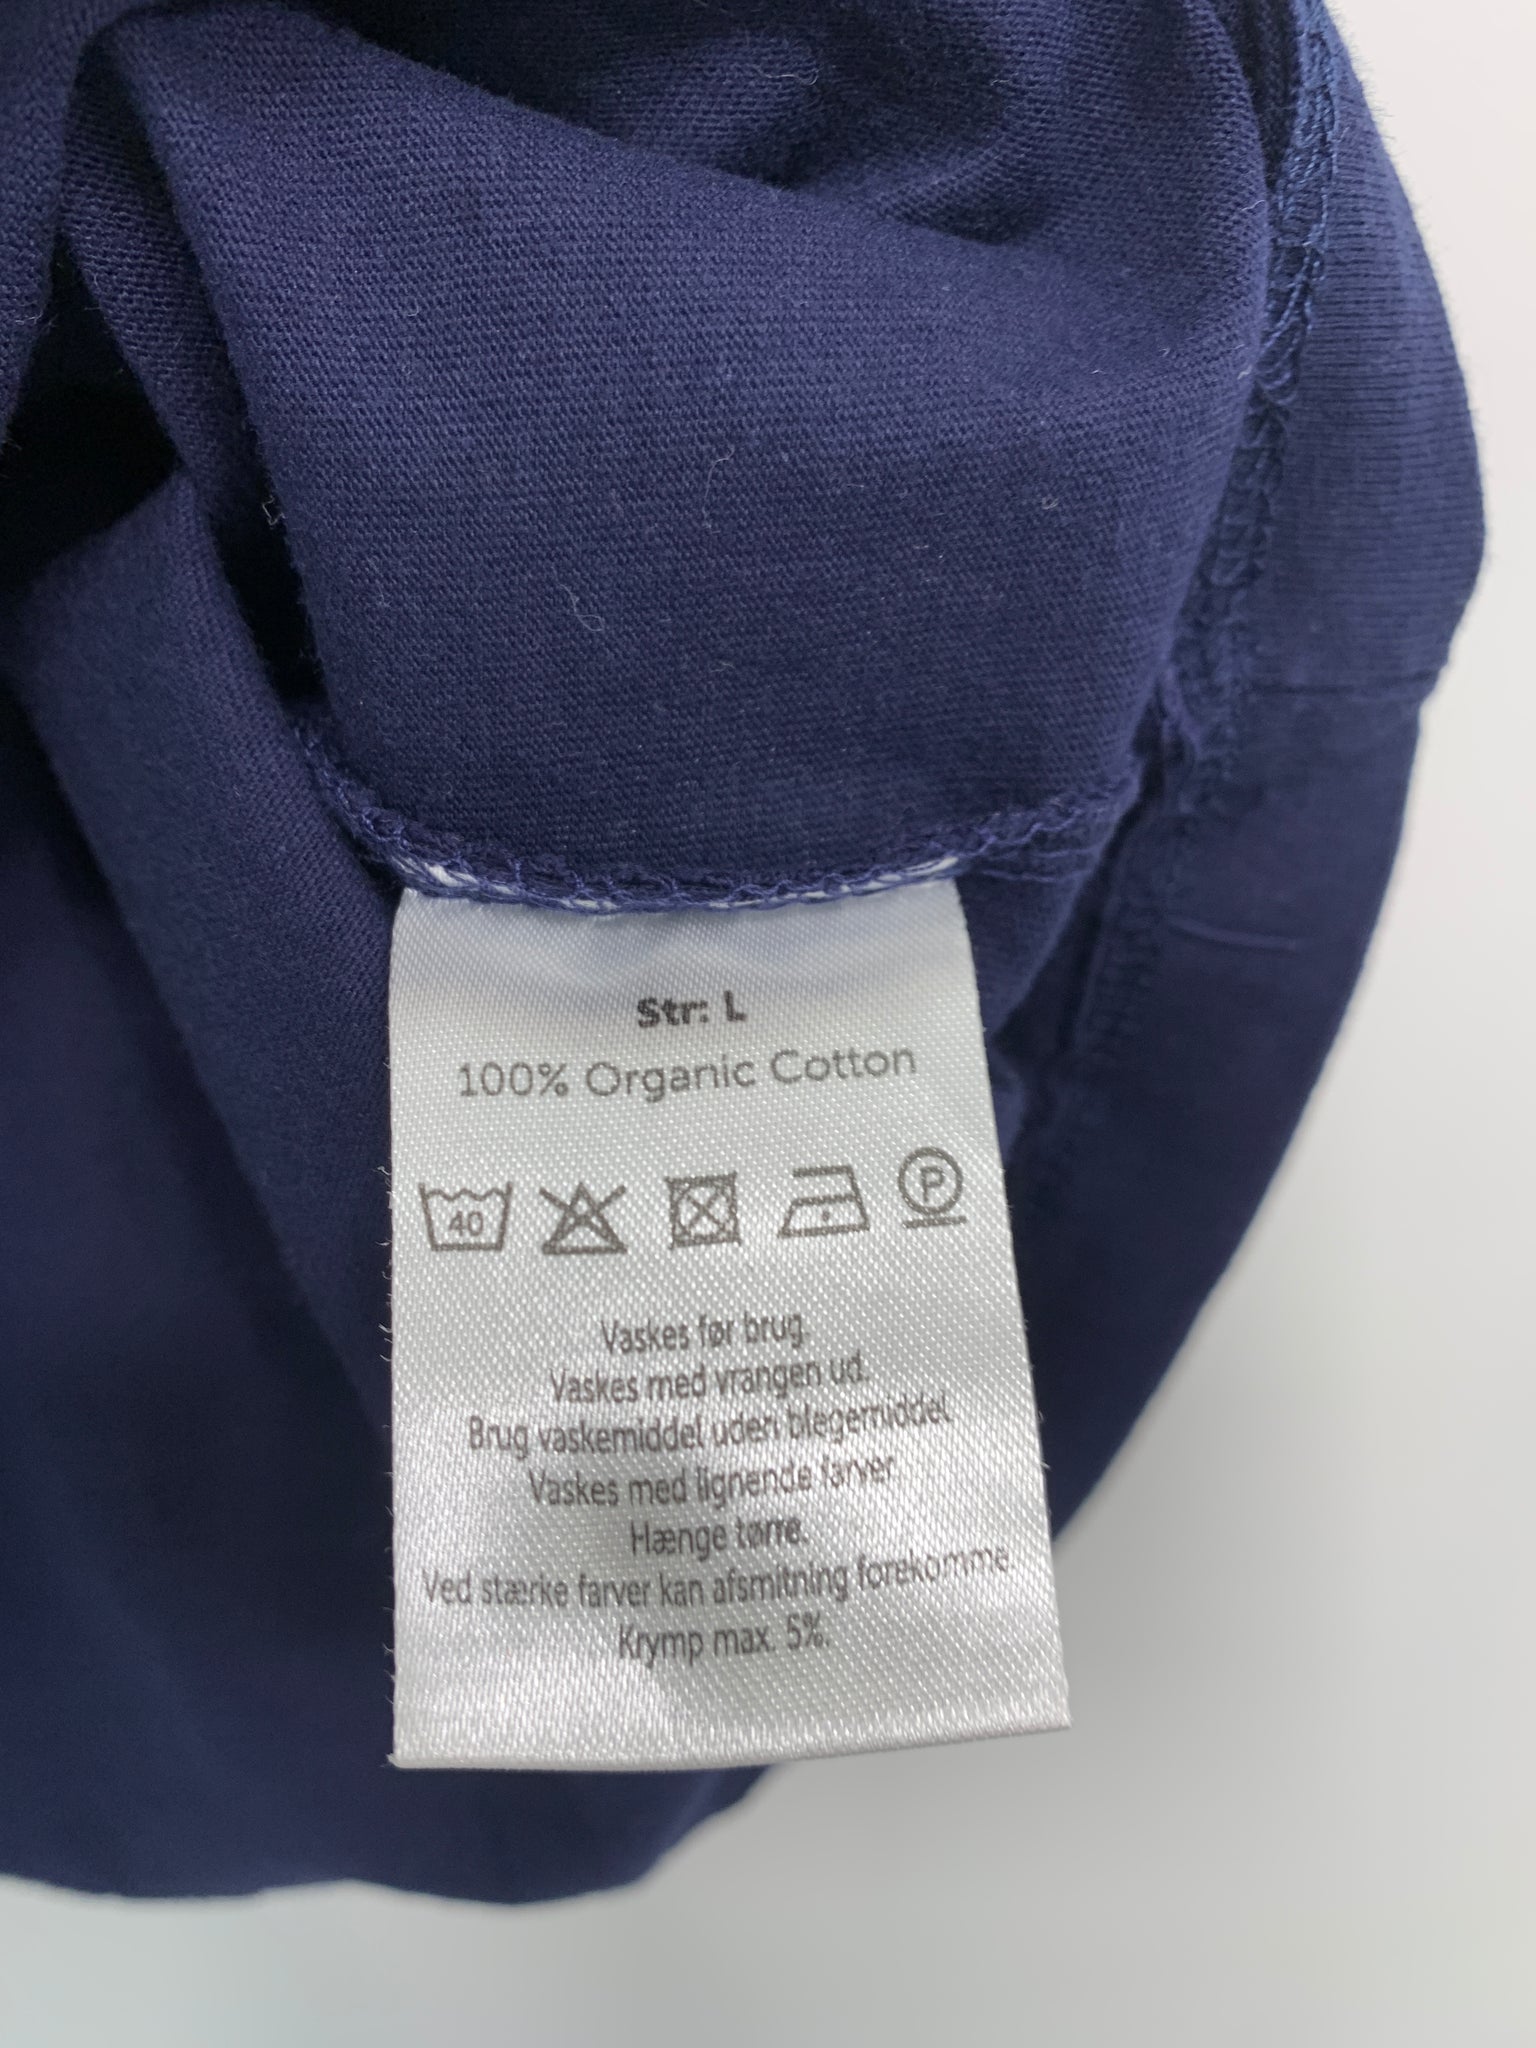 Str: L
100% Organic Cotton
40 P
Vaskes før brug.
Vaskes med vrangen ud.
Brug vaskemiddel uden blegemiddel
Vaskes med lignende farver
Hænge tørre.
Ved stærke farver kan afsmitning forekomme
Krymp max. 5%.